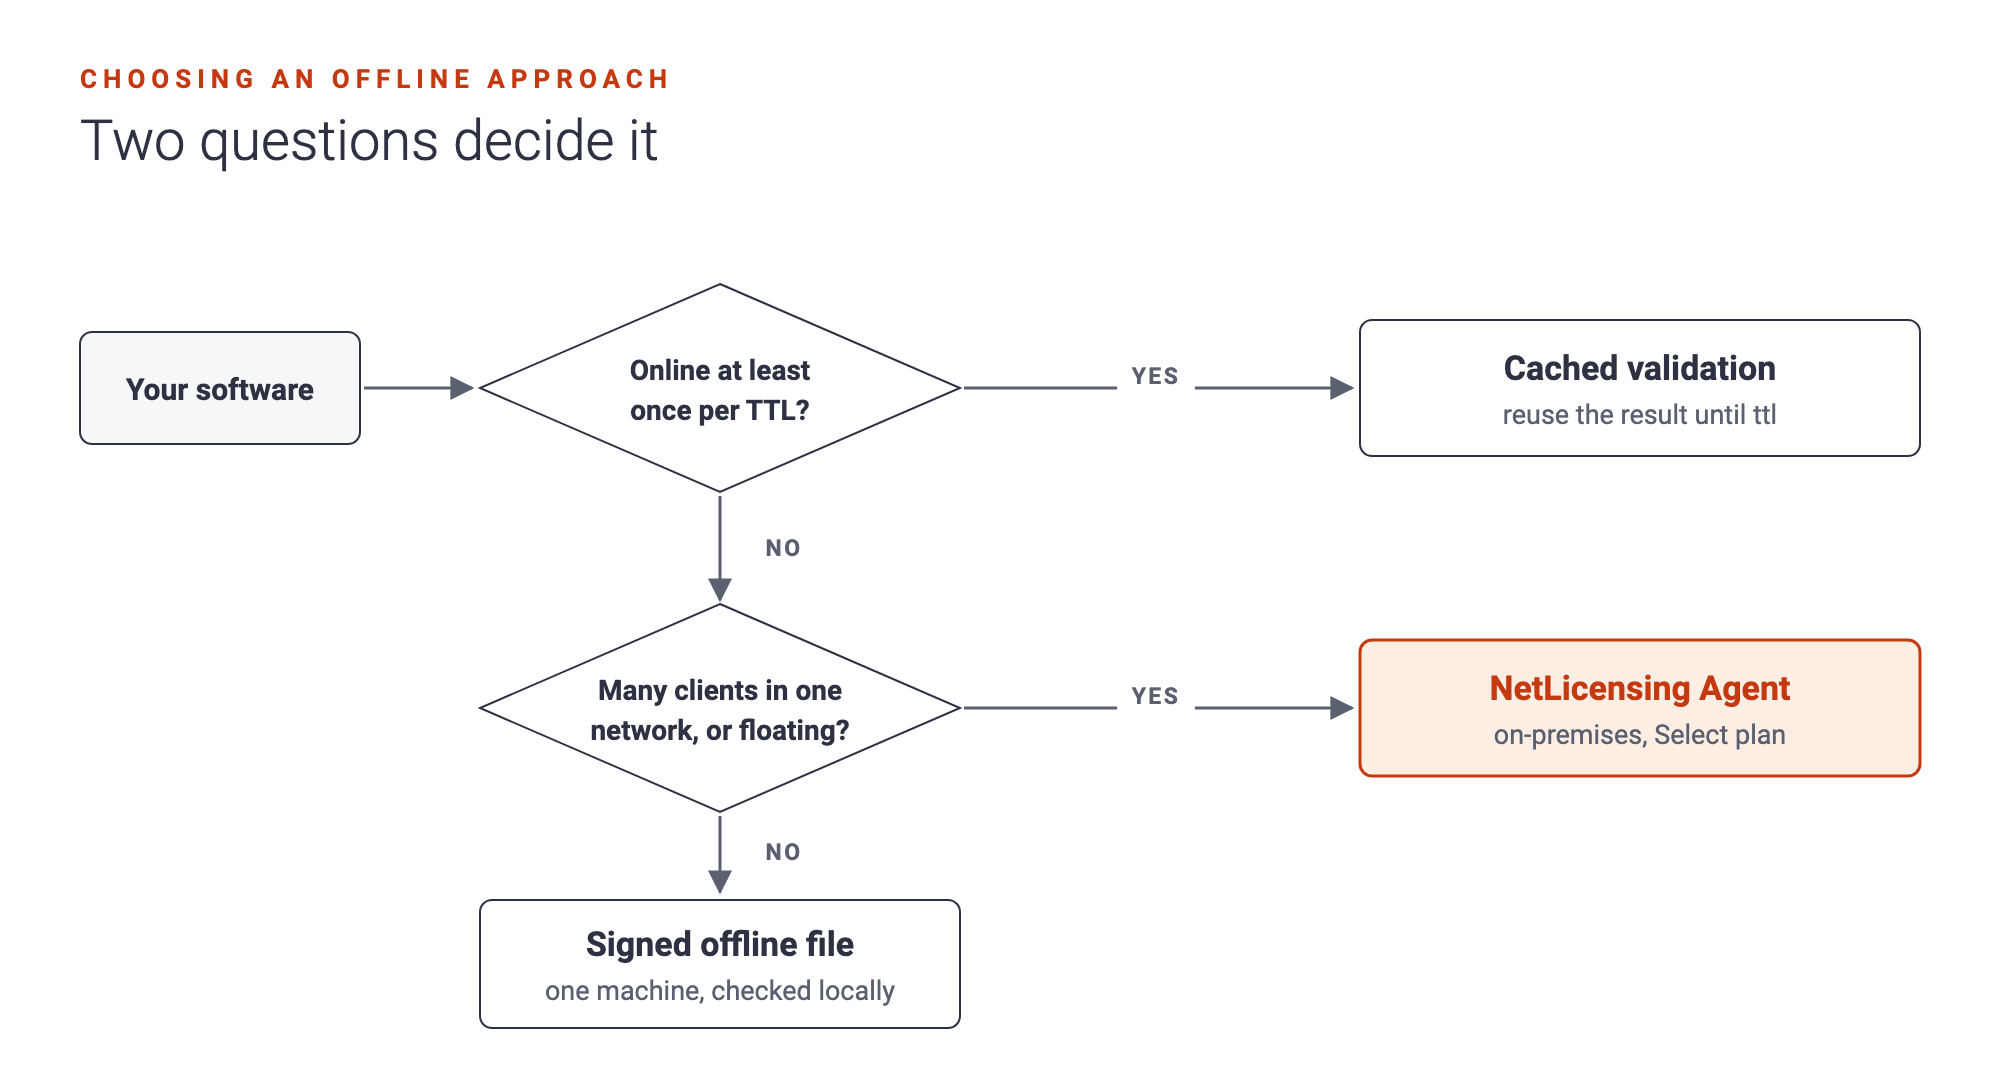 CHOOSING AN OFFLINE APPROACH
Two questions decide it
Your software
Online at least
once per TTL?
YES
Cached validation
reuse the result until ttl
NO
Many clients in one
network, or floating?
YES
NetLicensing Agent
on-premises, Select plan
NO
Signed offline file
one machine, checked locally